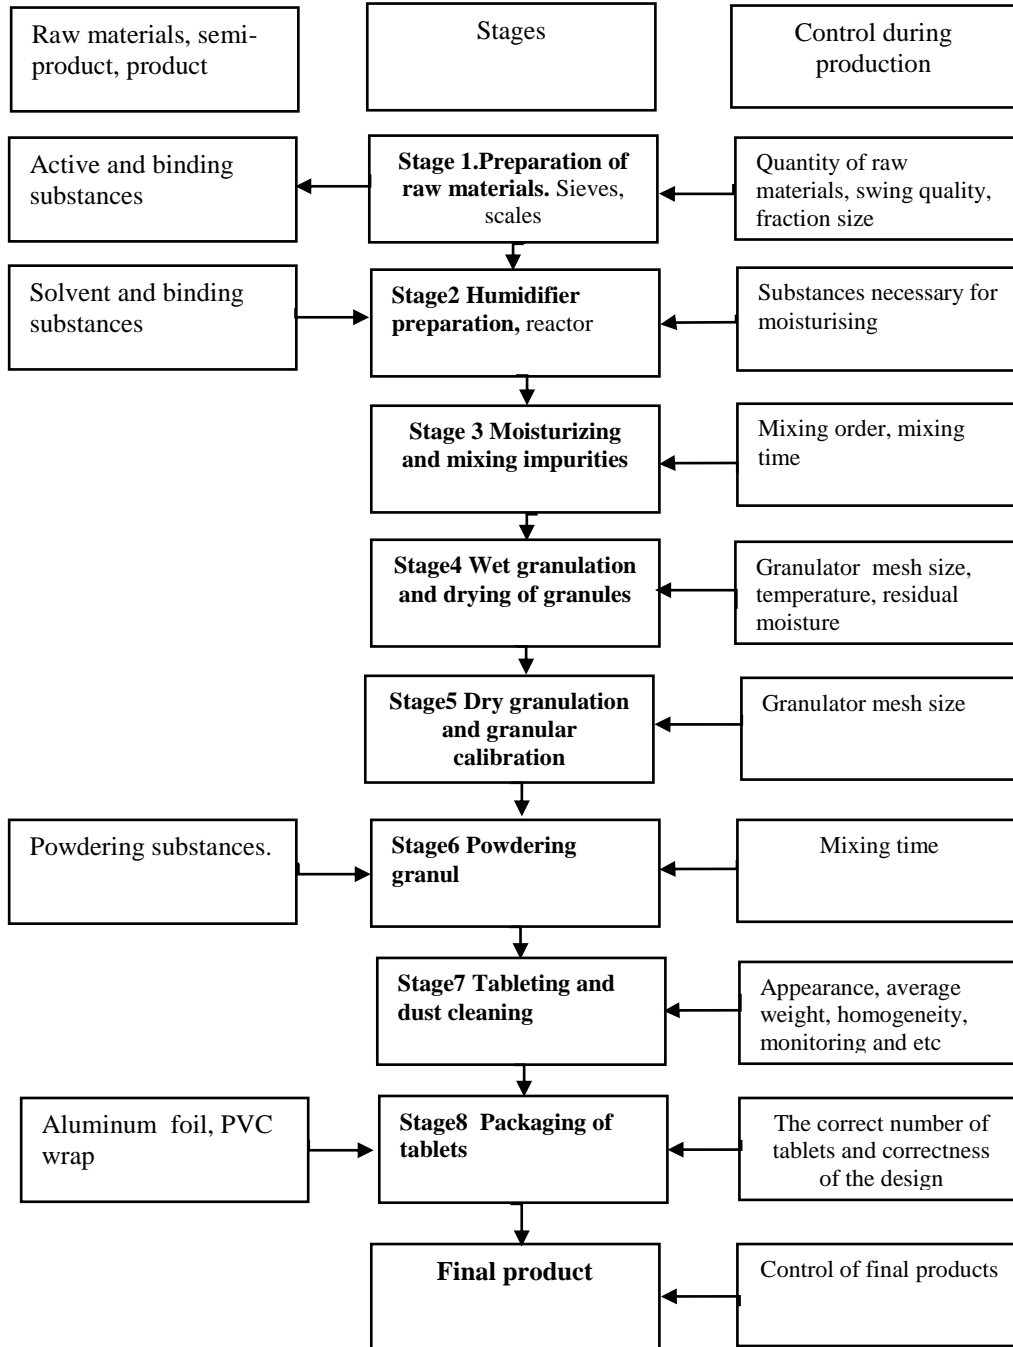 Raw materials, semi-
product, product
Stages
Control during
production
Active and binding
substances
Stage 1.Preparation of
raw materials. Sieves,
scales
Quantity of raw
materials, swing quality,
fraction size
Solvent and binding
substances
Stage2 Humidifier
preparation, reactor
Substances necessary for
moisturising
Stage 3 Moisturizing
and mixing impurities
Mixing order, mixing
time
Stage4 Wet granulation
and drying of granules
Granulator mesh size,
temperature, residual
moisture
Stage5 Dry granulation
and granular
calibration
Granulator mesh size
Powdering substances.
Stage6 Powdering
granul
Mixing time
Stage7 Tableting and
dust cleaning
Appearance, average
weight, homogeneity,
monitoring and etc
Aluminum foil, PVC
wrap
Stage8 Packaging of
tablets
The correct number of
tablets and correctness
of the design
Final product
Control of final products